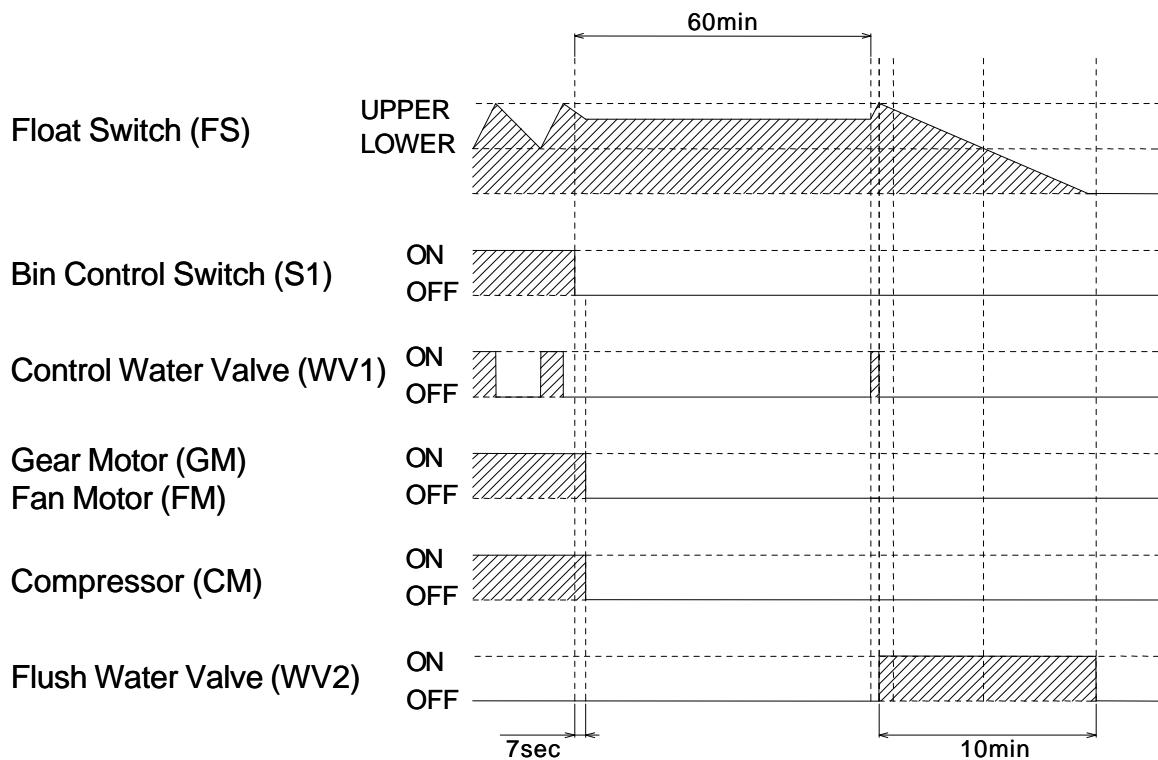 60min
Float Switch (FS)
UPPER
LOWER
Bin Control Switch (S1)
ON
OFF
Control Water Valve (WV1)
ON
OFF
Gear Motor (GM)
Fan Motor (FM)
ON
OFF
Compressor (CM)
ON
OFF
Flush Water Valve (WV2)
ON
OFF
7sec
10min